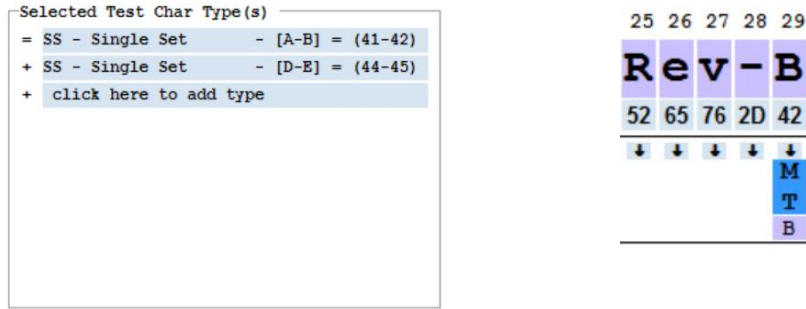 Selected Test Char Type(s)
= SS - Single Set - [A-B] = (41-42)
+ SS - Single Set - [D-E] = (44-45)
+ click here to add type
25 26 27 28 29
Rev-B
52 65 76 2D 42
M
T
B